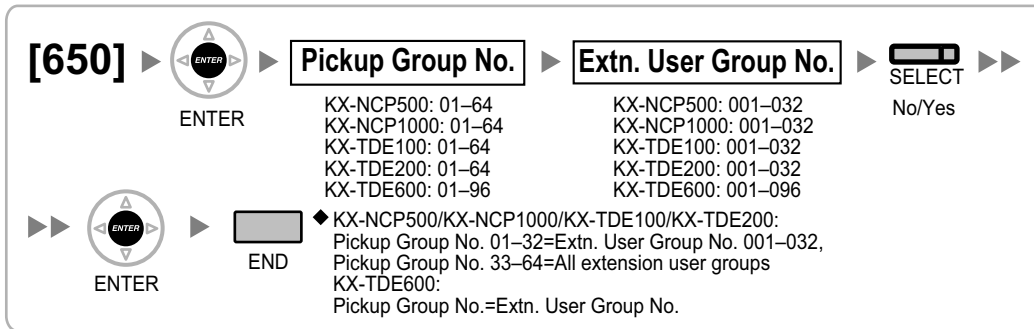 [650] ENTER Pickup Group No. Extn. User Group No. SELECT
ENTER
No/Yes
KX-NCP500: 01–64
KX-NCP1000: 01–64
KX-TDE100: 01–64
KX-TDE200: 01–64
KX-TDE600: 01–96
KX-NCP500: 001–032
KX-NCP1000: 001–032
KX-TDE100: 001–032
KX-TDE200: 001–032
KX-TDE600: 001–096
ENTER
ENTER
END
◆ KX-NCP500/KX-NCP1000/KX-TDE100/KX-TDE200:
Pickup Group No. 01–32=Extn. User Group No. 001–032,
Pickup Group No. 33–64=All extension user groups
KX-TDE600:
Pickup Group No.=Extn. User Group No.